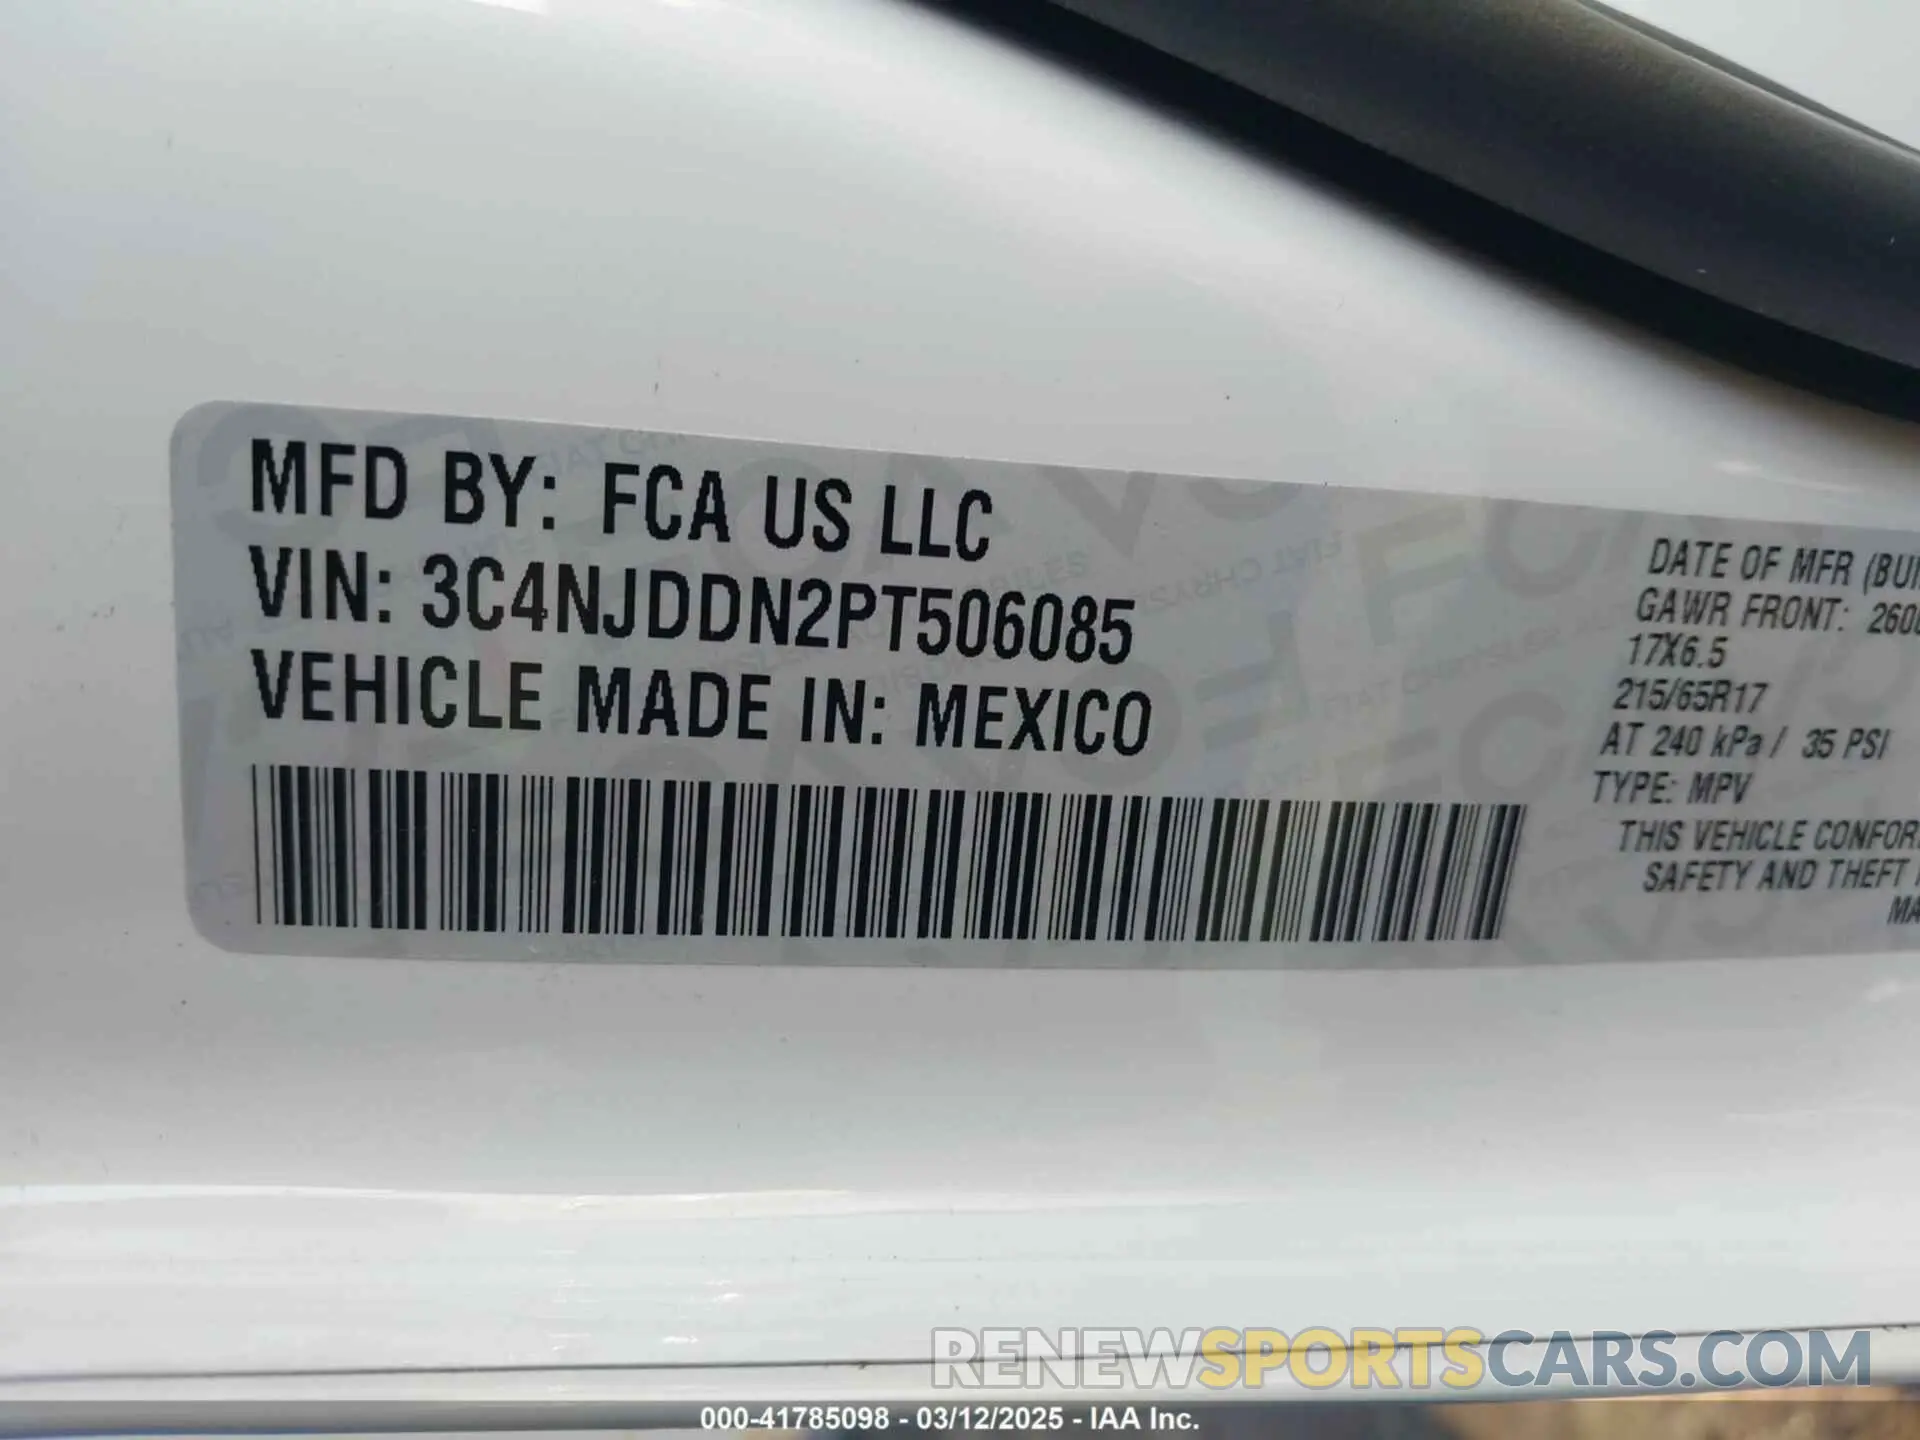 MFD BY: FCA US LLC
VIN: 3C4NJDDN2PT506085
VEHICLE MADE IN: MEXICO
DATE OF MFR
GAWR FRONT:
17X6.5
215/65R17
AT 240 kPa / 35 PSI
TYPE: MPV
THIS VEHICLE
SAFETY AND THEFT
RENEWSPORTSCARS.COM
000-41785098 - 03/12/2025 - IAA Inc.